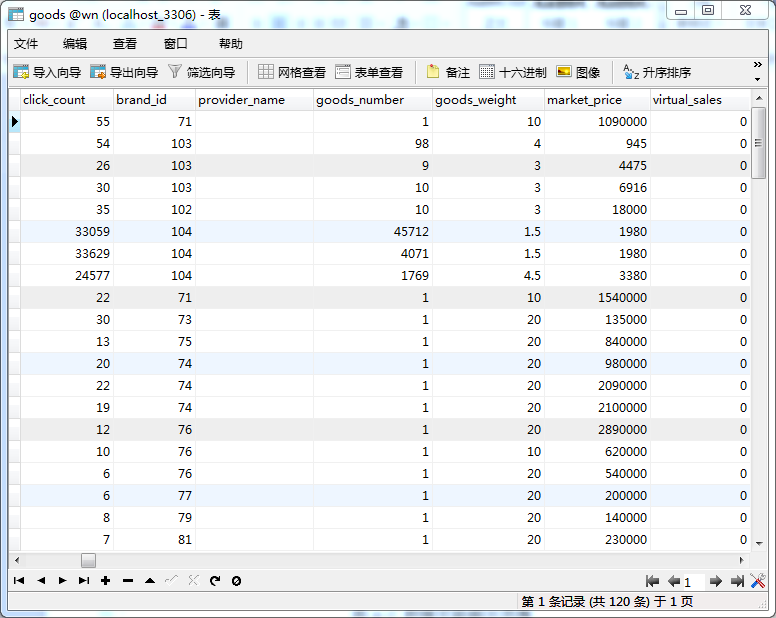 goods @wn (localhost_3306) - 表
文件 编辑 查看 窗口 帮助
导入向导 导出向导 筛选向导 网格查看 表单查看 备注 十六进制 图像 升序排序
click_count brand_id provider_name goods_number goods_weight market_price virtual_sales
55 71 1 10 1090000 0
54 103 98 4 945 0
26 103 9 3 4475 0
30 103 10 3 6916 0
35 102 10 3 18000 0
33059 104 45712 1.5 1980 0
33629 104 4071 1.5 1980 0
24577 104 1769 4.5 3380 0
22 71 1 10 1540000 0
30 73 1 20 135000 0
13 75 1 20 840000 0
20 74 1 20 980000 0
22 74 1 20 2090000 0
19 74 1 20 2100000 0
12 76 1 20 2890000 0
10 76 1 10 620000 0
6 76 1 20 540000 0
6 77 1 20 200000 0
8 79 1 20 140000 0
7 81 1 20 230000 0
1
第 1 条记录 (共 120 条) 于 1 页